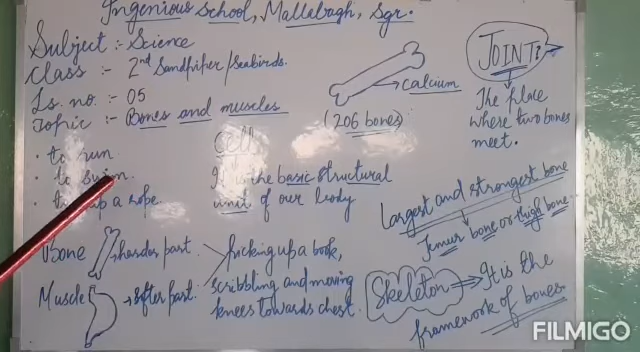 Ingenious School, Mallabagh, Sgr.
Subject :- Science
Class :- 2nd Sandpiper/Seabirds.
Ls. no. :- 05
Topic :- Bones and muscles
→ Calcium
(206 bones)
JOINT:
The place
where two bones
meet.
• to run
• to swim.
up a rope.
Cell
the basic structural
unit of our body
Largest and strongest bone
Femur bone or thigh bone
Bone → harder part.
Muscle → softer part.
picking up a book,
scribbling and moving
knees towards chest.
Skeleton → It is the
framework of bones.
FILMIGO